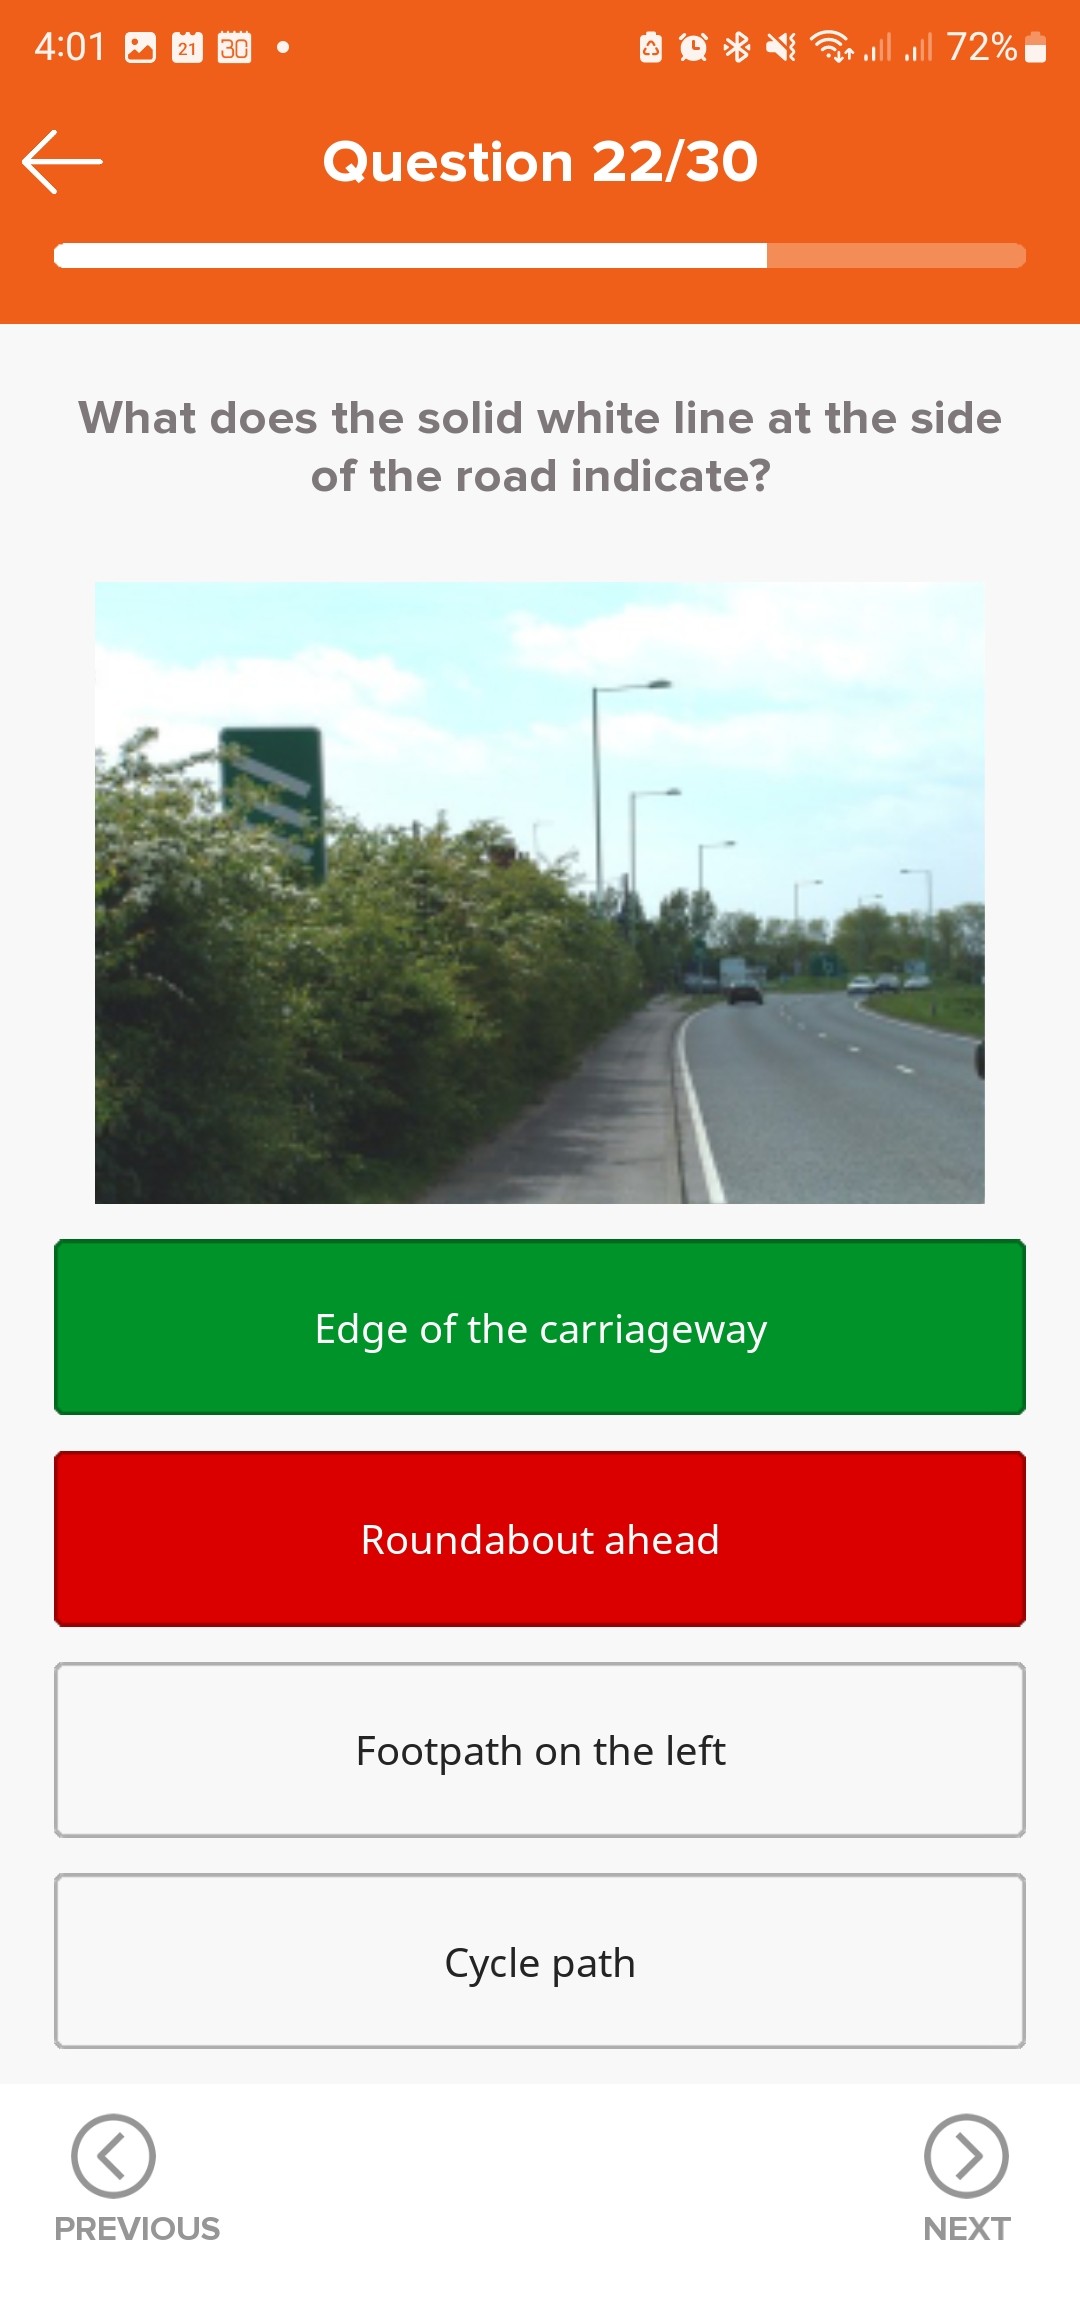 4:01 21 30 72%
Question 22/30
What does the solid white line at the side
of the road indicate?
Edge of the carriageway
Roundabout ahead
Footpath on the left
Cycle path
PREVIOUS NEXT